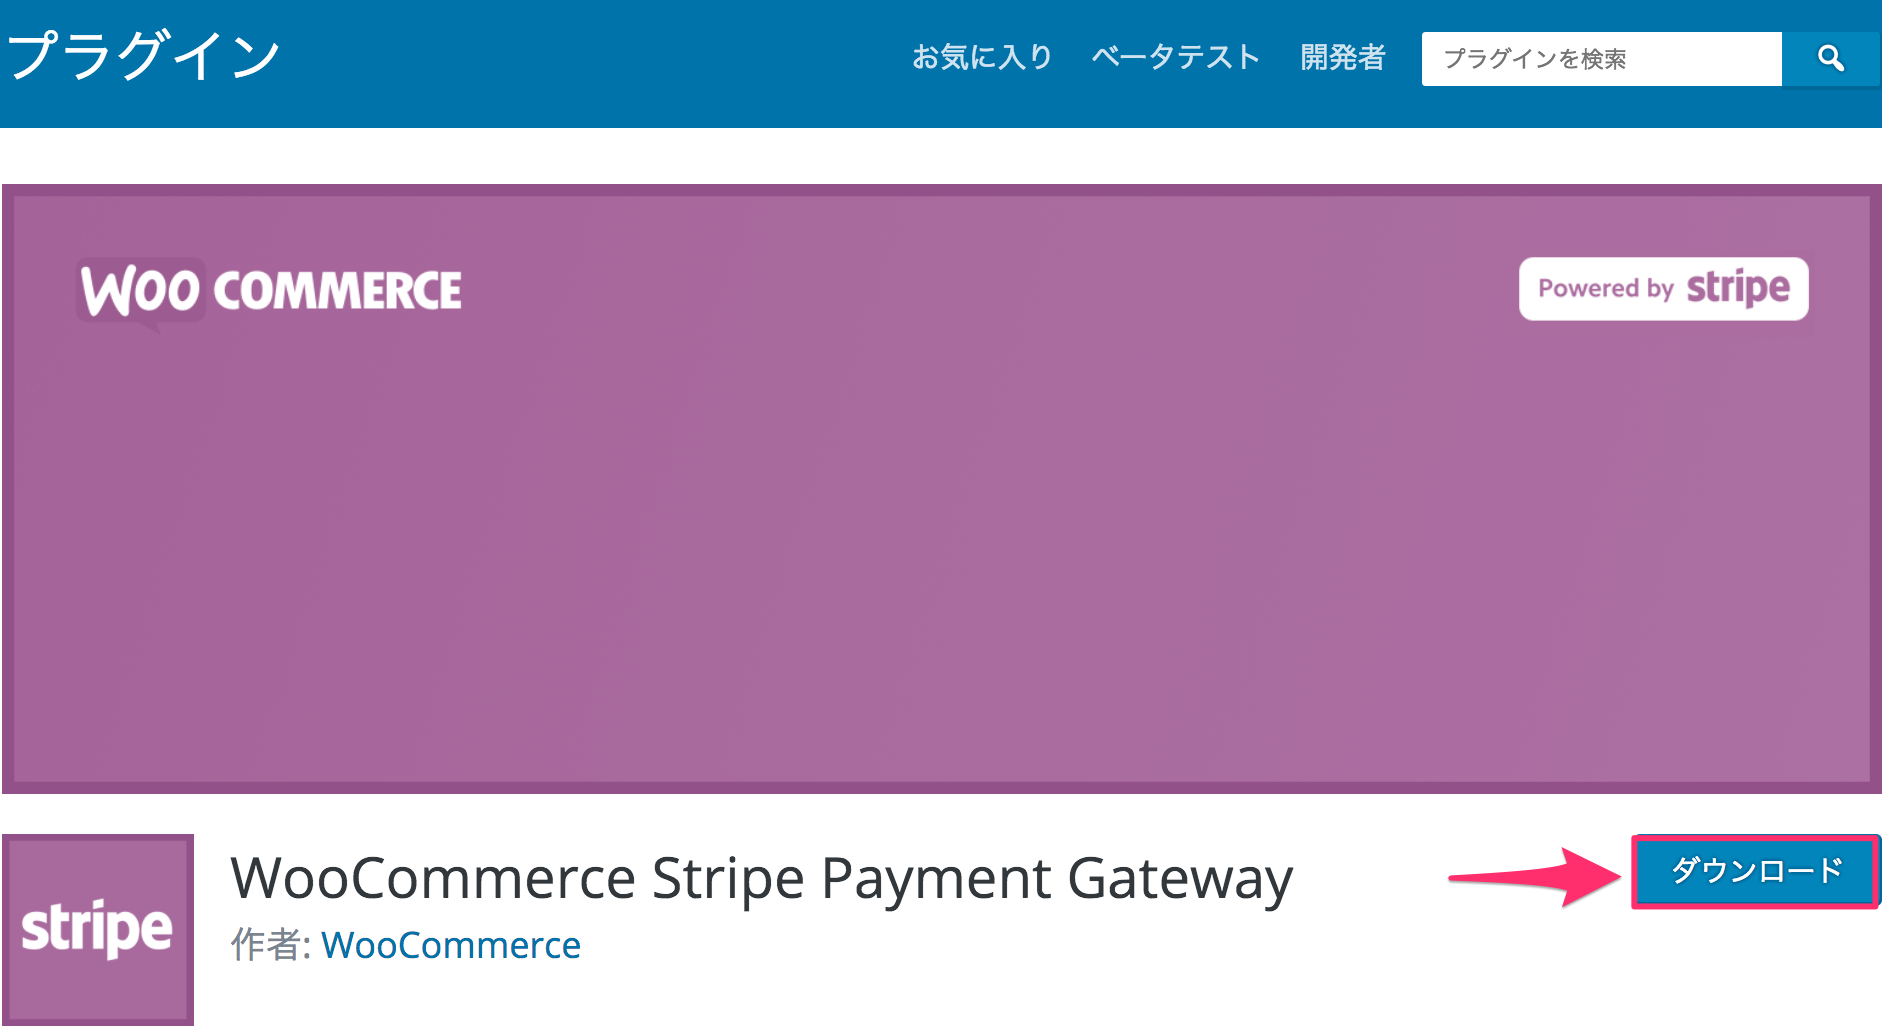 プラグイン
お気に入り ベータテスト 開発者 プラグインを検索
WOO COMMERCE
Powered by stripe
stripe
WooCommerce Stripe Payment Gateway
作者: WooCommerce
ダウンロード